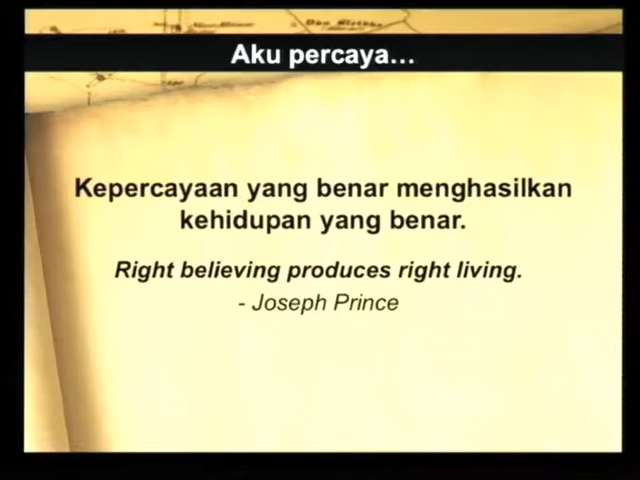 Aku percaya...
Kepercayaan yang benar menghasilkan
kehidupan yang benar.
Right believing produces right living.
- Joseph Prince